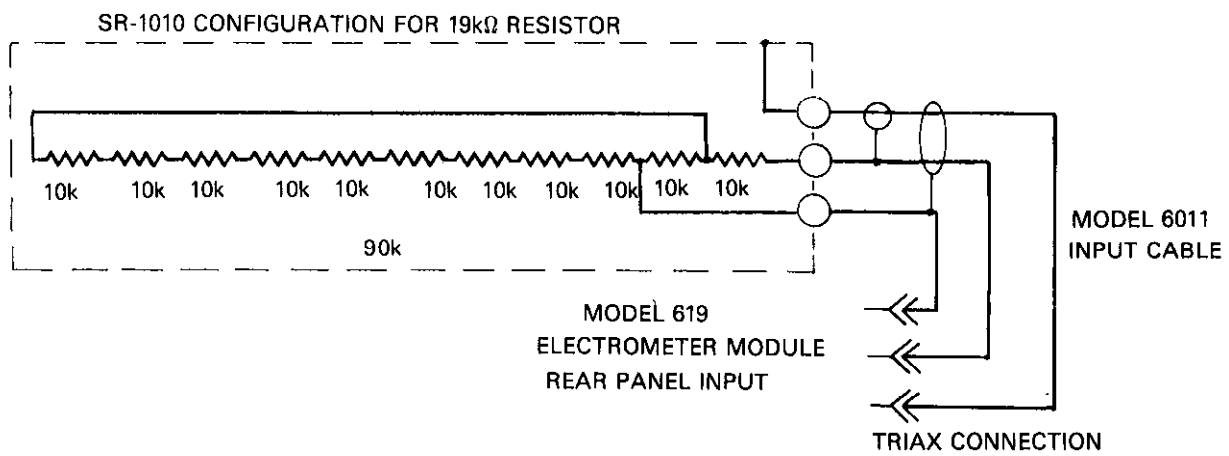 SR-1010 CONFIGURATION FOR 19kΩ RESISTOR
10k 10k 10k 10k 10k 10k 10k 10k 10k 10k 10k
90k
MODEL 6011
INPUT CABLE
MODEL 619
ELECTROMETER MODULE
REAR PANEL INPUT
TRIAX CONNECTION